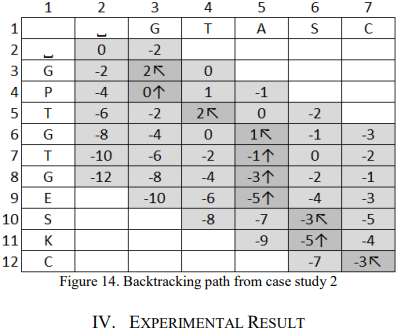 1 2 3 4 5 6 7
1 ⎵ G T A S C
2 ⎵ 0 -2
3 G -2 2↖ 0
4 P -4 0↑ 1 -1
5 T -6 -2 2↖ 0 -2
6 G -8 -4 0 1↖ -1 -3
7 T -10 -6 -2 -1↑ 0 -2
8 G -12 -8 -4 -3↑ -2 -1
9 E -10 -6 -5↑ -4 -3
10 S -8 -7 -3↖ -5
11 K -9 -5↑ -4
12 C -7 -3↖
Figure 14. Backtracking path from case study 2
IV. EXPERIMENTAL RESULT